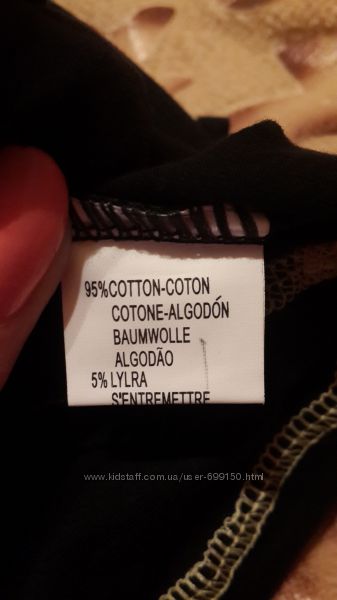 95%COTTON-COTON
COTONE-ALGODÓN
BAUMWOLLE
ALGODÃO
5%LYLRA
S'ENTREMETTRE
www.kidstaff.com.ua/user-699150.html